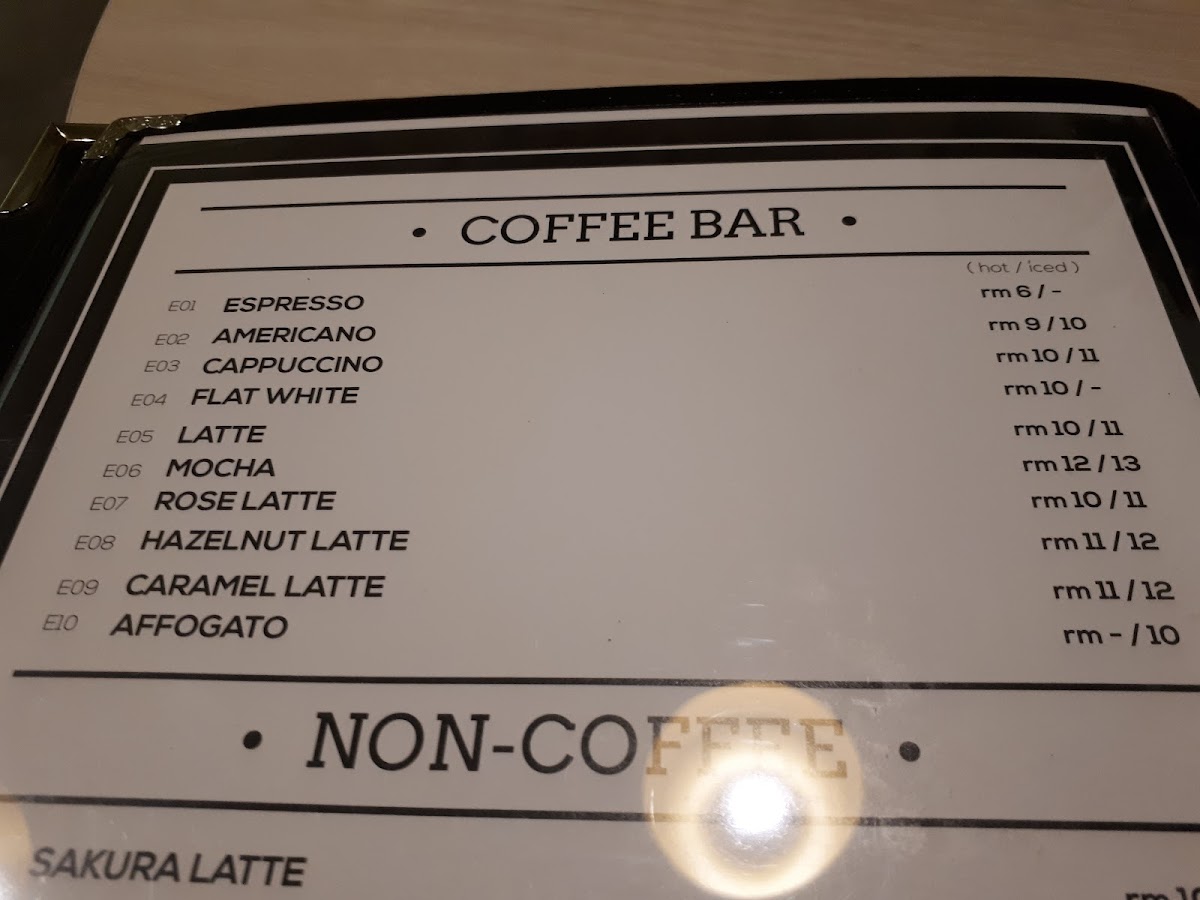 • COFFEE BAR •
(hot / iced)
E01 ESPRESSO rm 6 / -
E02 AMERICANO rm 9 / 10
E03 CAPPUCCINO rm 10 / 11
E04 FLAT WHITE rm 10 / -
E05 LATTE rm 10 / 11
E06 MOCHA rm 12 / 13
E07 ROSE LATTE rm 10 / 11
E08 HAZELNUT LATTE rm 11 / 12
E09 CARAMEL LATTE rm 11 / 12
E10 AFFOGATO rm - / 10
• NON-COFFEE •
SAKURA LATTE rm